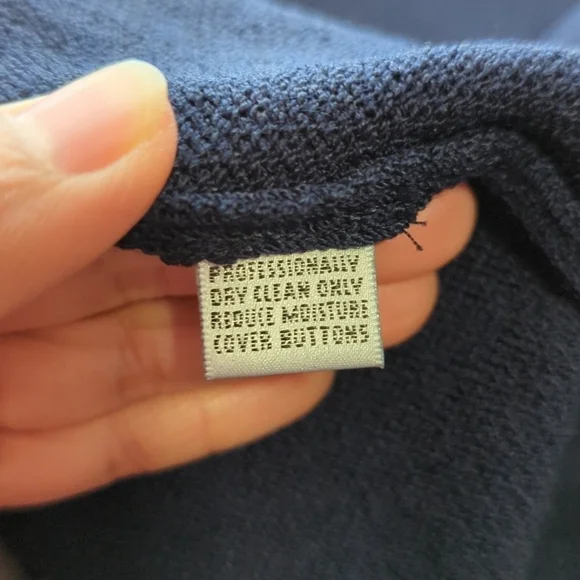 PROFESSIONALLY
DRY CLEAN ONLY
REDUCE MOISTURE
COVER BUTTONS